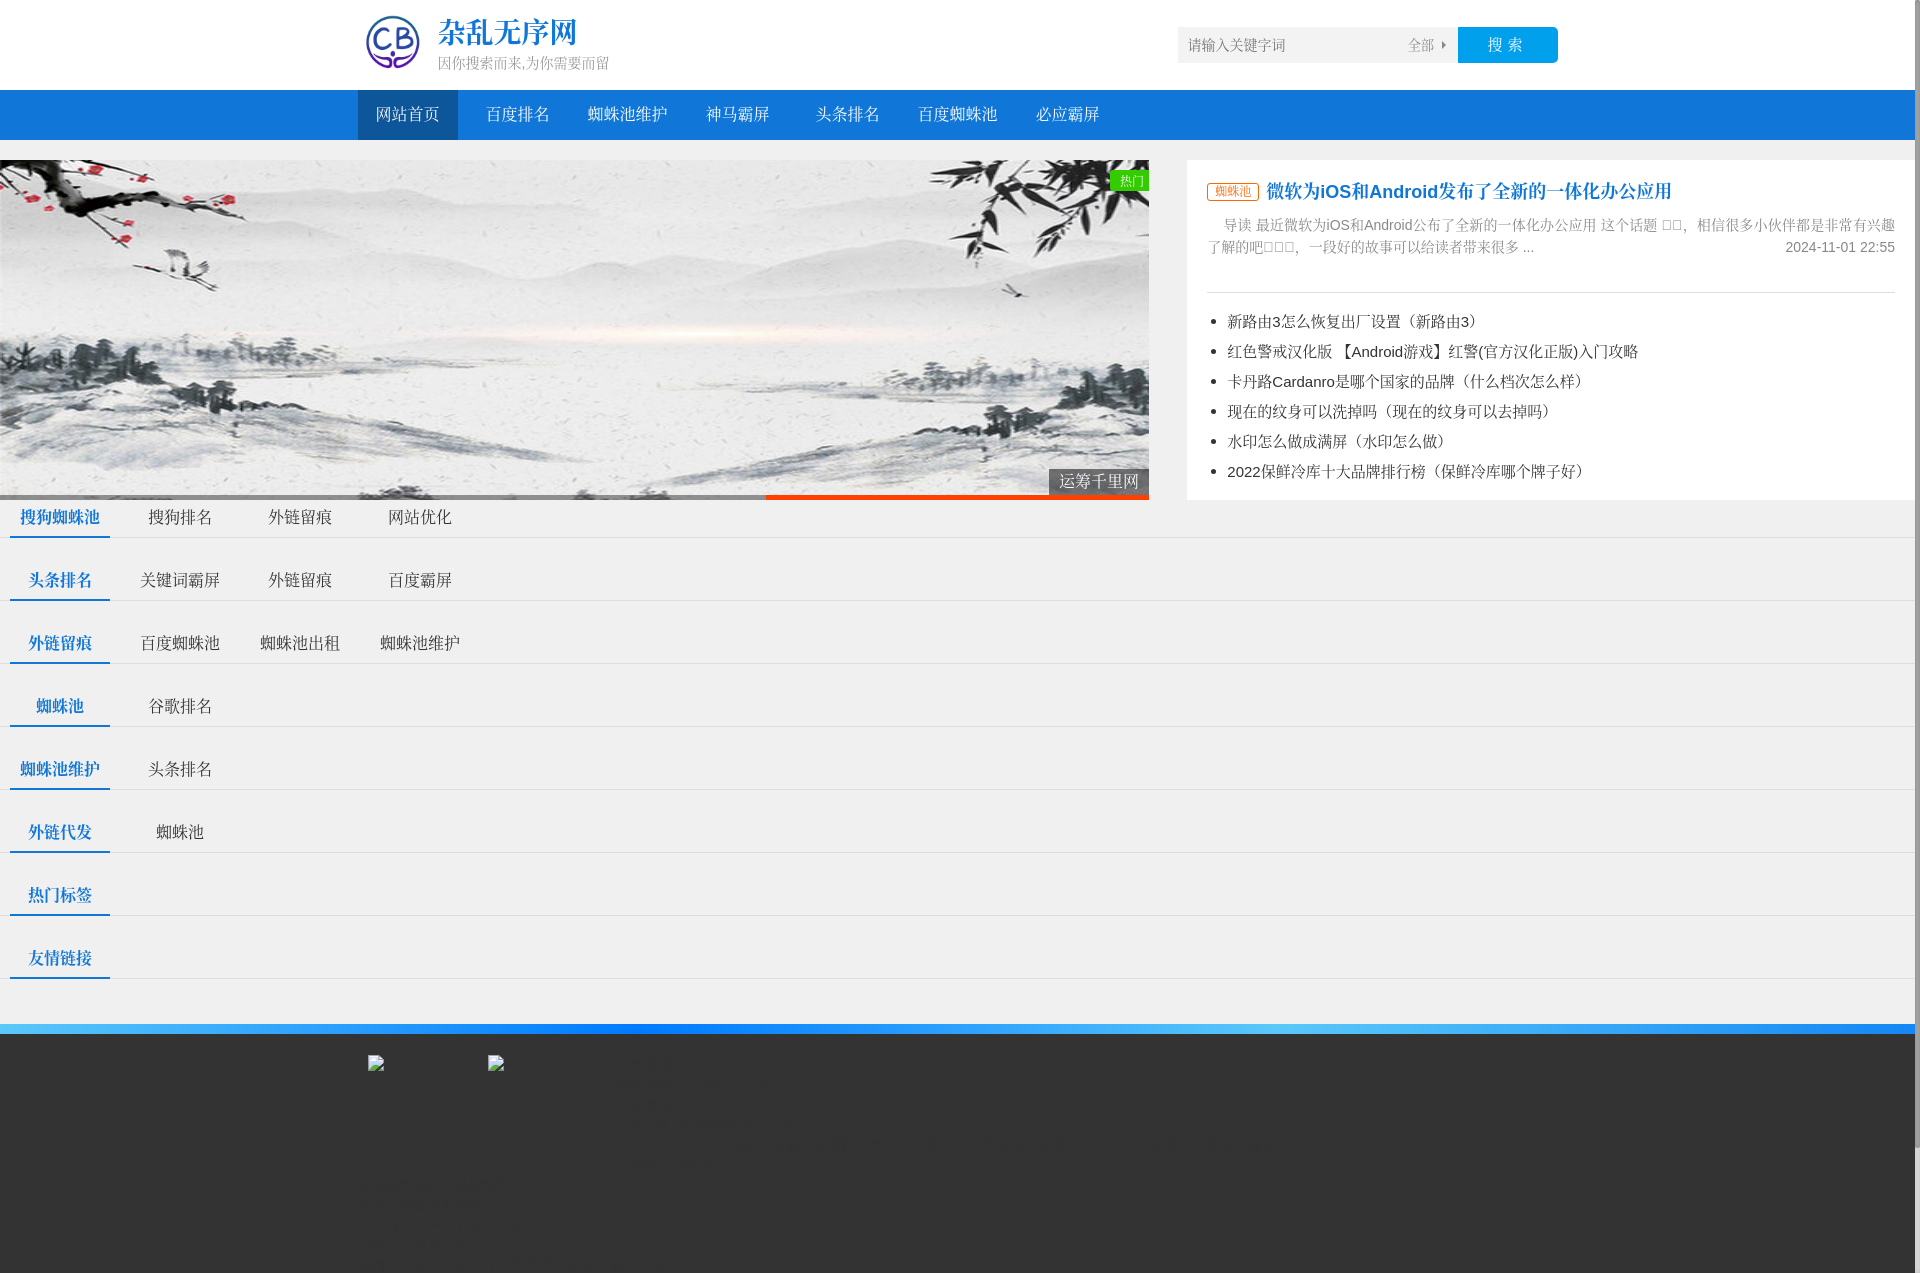 杂乱无序网
因你搜索而来,为你需要而留
请输入关键字词
全部
搜 索
网站首页
百度排名
蜘蛛池维护
神马霸屏
头条排名
百度蜘蛛池
必应霸屏
热门
运筹千里网
蜘蛛池
微软为iOS和Android发布了全新的一体化办公应用
导读 最近微软为iOS和Android公布了全新的一体化办公应用 这个话题 □□，相信很多小伙伴都是非常有兴趣
了解的吧□□□，一段好的故事可以给读者带来很多 ...
2024-11-01 22:55
新路由3怎么恢复出厂设置（新路由3）
红色警戒汉化版 【Android游戏】红警(官方汉化正版)入门攻略
卡丹路Cardanro是哪个国家的品牌（什么档次怎么样）
现在的纹身可以洗掉吗（现在的纹身可以去掉吗）
水印怎么做成满屏（水印怎么做）
2022保鲜冷库十大品牌排行榜（保鲜冷库哪个牌子好）
搜狗蜘蛛池 搜狗排名 外链留痕 网站优化
头条排名 关键词霸屏 外链留痕 百度霸屏
外链留痕 百度蜘蛛池 蜘蛛池出租 蜘蛛池维护
蜘蛛池 谷歌排名
蜘蛛池维护 头条排名
外链代发 蜘蛛池
热门标签
友情链接
CB